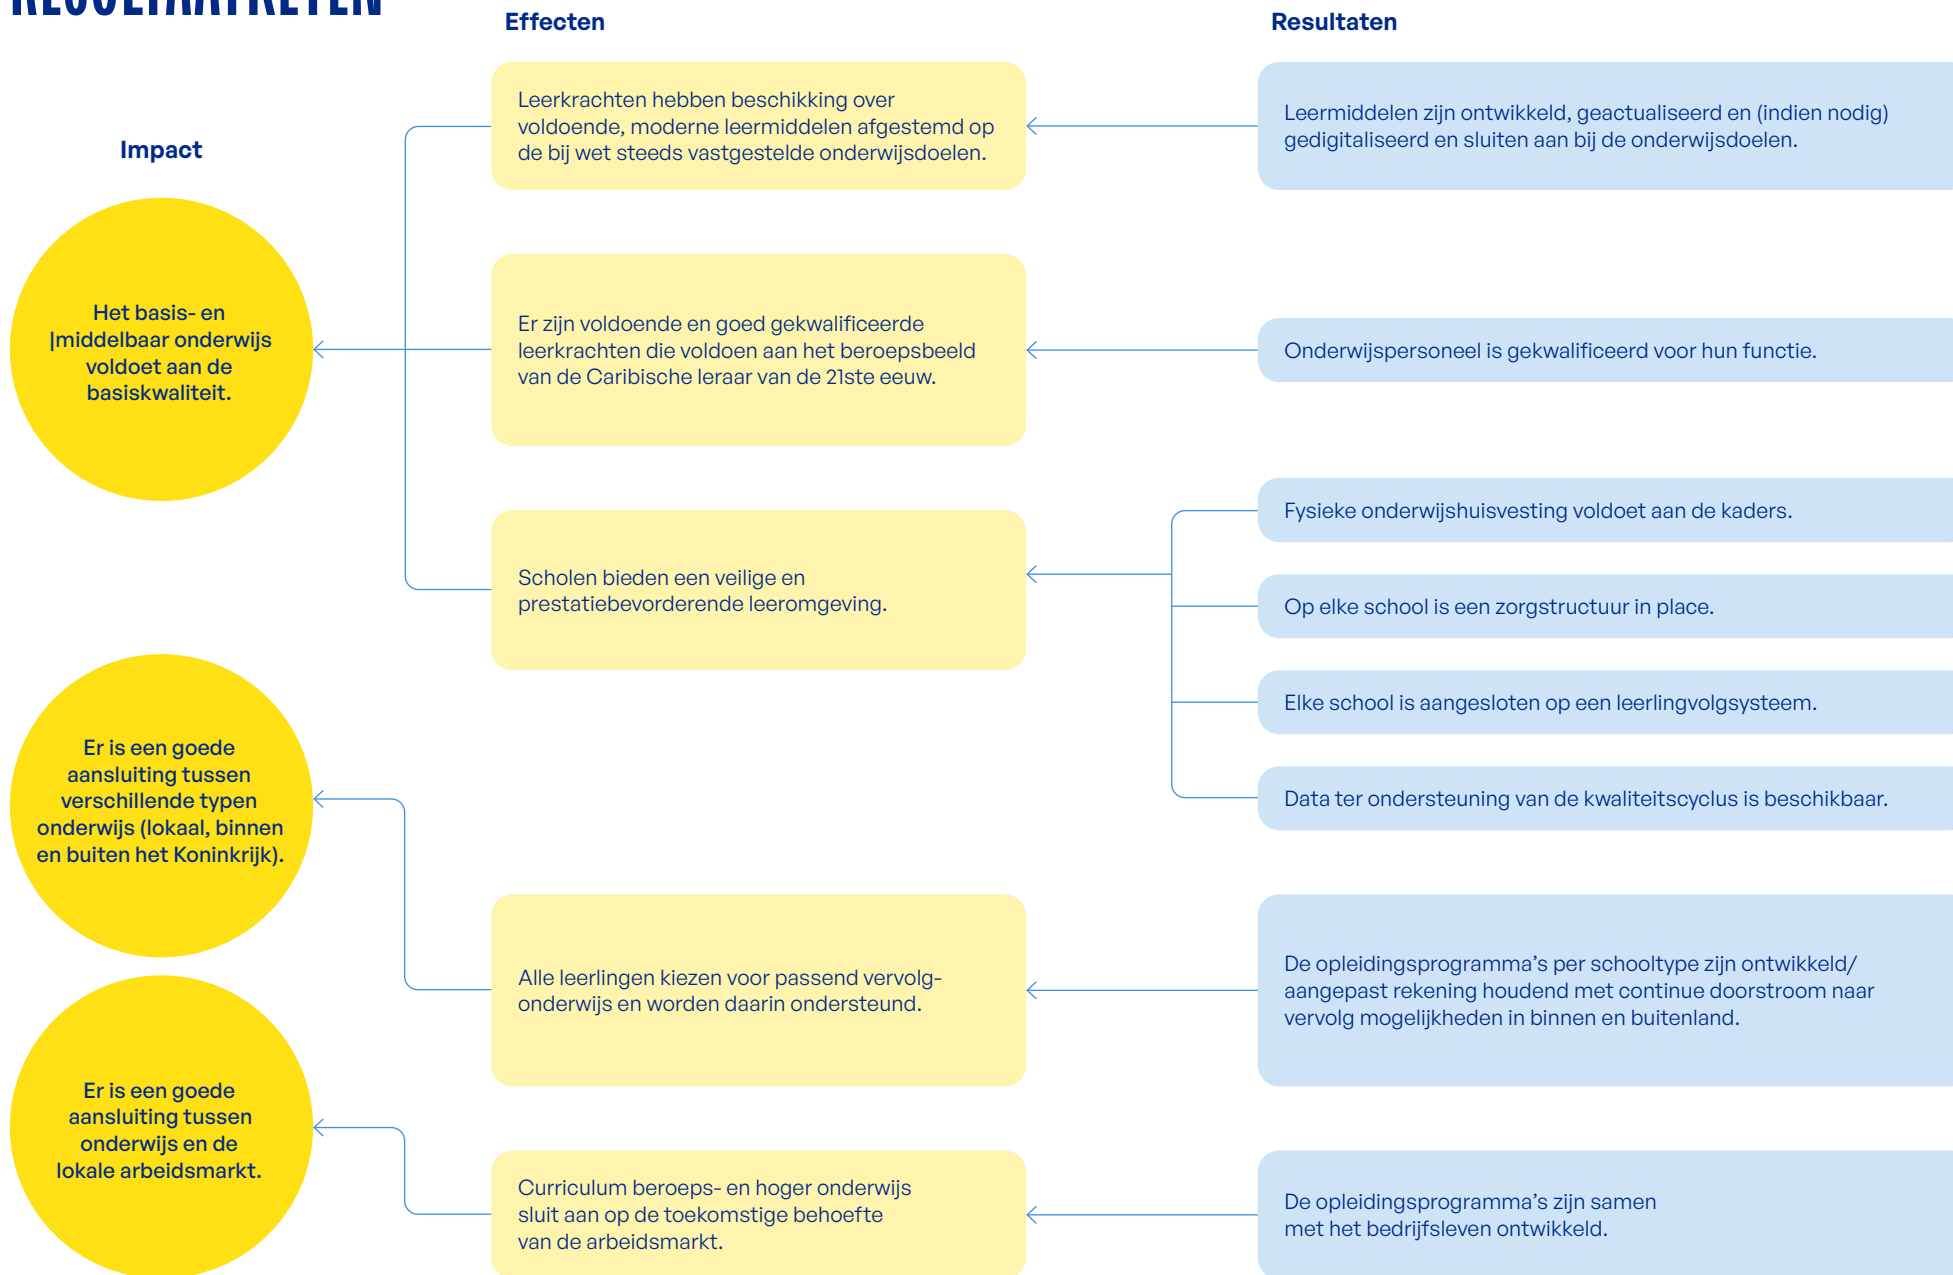 RESULTAATKETEN
Effecten
Resultaten
Impact
Leerkrachten hebben beschikking over
voldoende, moderne leermiddelen afgestemd op
de bij wet steeds vastgestelde onderwijsdoelen.
Leermiddelen zijn ontwikkeld, geactualiseerd en (indien nodig)
gedigitaliseerd en sluiten aan bij de onderwijsdoelen.
Het basis- en
|middelbaar onderwijs
voldoet aan de
basiskwaliteit.
Er zijn voldoende en goed gekwalificeerde
leerkrachten die voldoen aan het beroepsbeeld
van de Caribische leraar van de 21ste eeuw.
Onderwijspersoneel is gekwalificeerd voor hun functie.
Scholen bieden een veilige en
prestatiebevorderende leeromgeving.
Fysieke onderwijshuisvesting voldoet aan de kaders.
Op elke school is een zorgstructuur in place.
Elke school is aangesloten op een leerlingvolgsysteem.
Data ter ondersteuning van de kwaliteitscyclus is beschikbaar.
Er is een goede
aansluiting tussen
verschillende typen
onderwijs (lokaal, binnen
en buiten het Koninkrijk).
Alle leerlingen kiezen voor passend vervolg-
onderwijs en worden daarin ondersteund.
De opleidingsprogramma's per schooltype zijn ontwikkeld/
aangepast rekening houdend met continue doorstroom naar
vervolg mogelijkheden in binnen en buitenland.
Er is een goede
aansluiting tussen
onderwijs en de
lokale arbeidsmarkt.
Curriculum beroeps- en hoger onderwijs
sluit aan op de toekomstige behoefte
van de arbeidsmarkt.
De opleidingsprogramma's zijn samen
met het bedrijfsleven ontwikkeld.